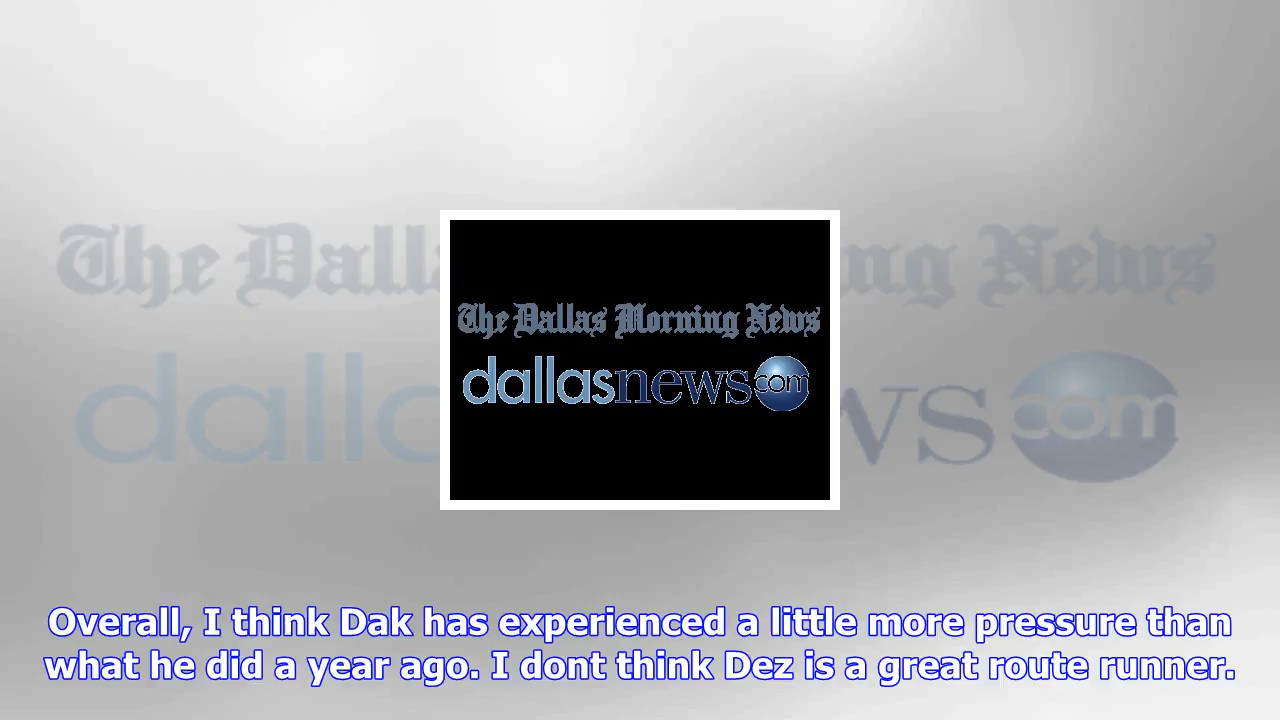 The Dallas Morning News
dallasnews.com
Overall, I think Dak has experienced a little more pressure than
what he did a year ago. I dont think Dez is a great route runner.